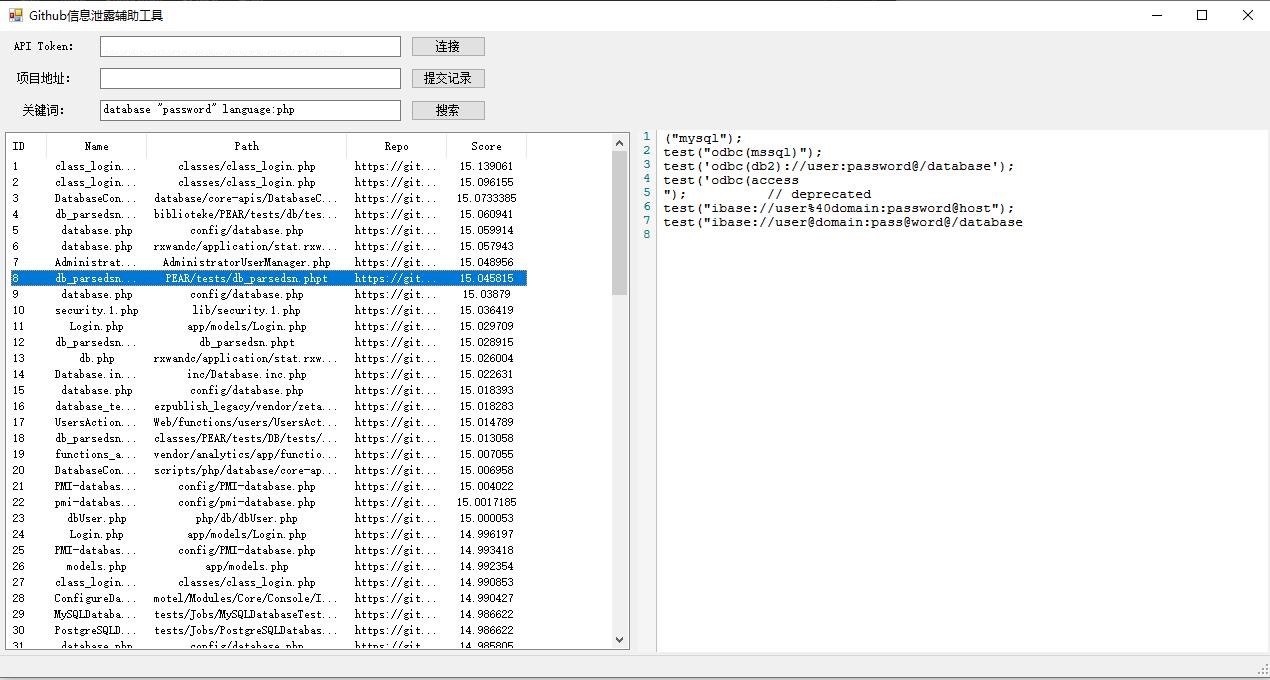 Github信息泄露辅助工具
API Token: 连接
项目地址: 提交记录
关键词: database "password" language:php 搜索
ID Name Path Repo Score
1 class_login... classes/class_login.php https://git... 15.139061
2 class_login... classes/class_login.php https://git... 15.096155
3 DatabaseCon... database/core-apis/DatabaseC... https://git... 15.0733385
4 db_parsedsn... biblioteke/PEAR/tests/db/tes... https://git... 15.060941
5 database.php config/database.php https://git... 15.059914
6 database.php rxwandc/application/stat.rxw... https://git... 15.057943
7 Administrat... AdministratorUserManager.php https://git... 15.048956
8 db_parsedsn... PEAR/tests/db_parsedsn.phpt https://git... 15.045815
9 database.php config/database.php https://git... 15.03879
10 security.1.php lib/security.1.php https://git... 15.036419
11 Login.php app/models/Login.php https://git... 15.029709
12 db_parsedsn... db_parsedsn.phpt https://git... 15.028915
13 db.php rxwandc/application/stat.rxw... https://git... 15.026004
14 Database.in... inc/Database.inc.php https://git... 15.022631
15 database.php config/database.php https://git... 15.018393
16 database_te... ezpublish_legacy/vendor/zeta... https://git... 15.018283
17 UsersAction... Web/functions/users/UsersAct... https://git... 15.014789
18 db_parsedsn... classes/PEAR/tests/DB/tests/... https://git... 15.013058
19 functions_a... vendor/analytics/app/functio... https://git... 15.007055
20 DatabaseCon... scripts/php/database/core-ap... https://git... 15.006958
21 PMI-databas... config/PMI-database.php https://git... 15.004022
22 pmi-databas... config/pmi-database.php https://git... 15.0017185
23 dbUser.php php/db/dbUser.php https://git... 15.000053
24 Login.php app/models/Login.php https://git... 14.996197
25 PMI-databas... config/PMI-database.php https://git... 14.993418
26 models.php app/models.php https://git... 14.992354
27 class_login... classes/class_login.php https://git... 14.990853
28 ConfigureDa... motel/Modules/Core/Console/I... https://git... 14.990427
29 MySQLDataba... tests/Jobs/MySQLDatabaseTest... https://git... 14.986622
30 PostgreSQLD... tests/Jobs/PostgreSQLDatabas... https://git... 14.986622
31 database.php config/database.php https://git... 14.985805
1 ("mysql");
2 test("odbc(mssql)");
3 test('odbc(db2)://user:password@/database');
4 test('odbc(access
5 "); // deprecated
6 test("ibase://user%40domain:password@host");
7 test("ibase://user@domain:pass@word@/database
8